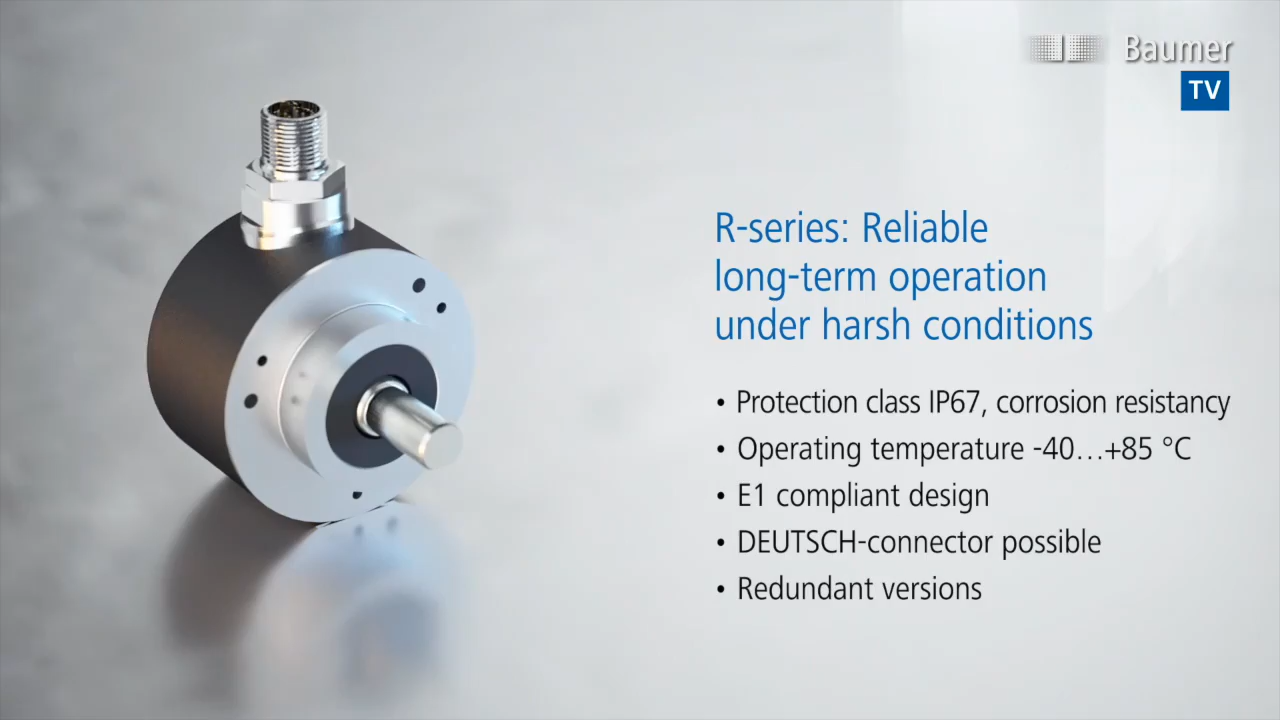 Baumer
TV
R-series: Reliable
long-term operation
under harsh conditions
• Protection class IP67, corrosion resistancy
• Operating temperature -40…+85 °C
• E1 compliant design
• DEUTSCH-connector possible
• Redundant versions